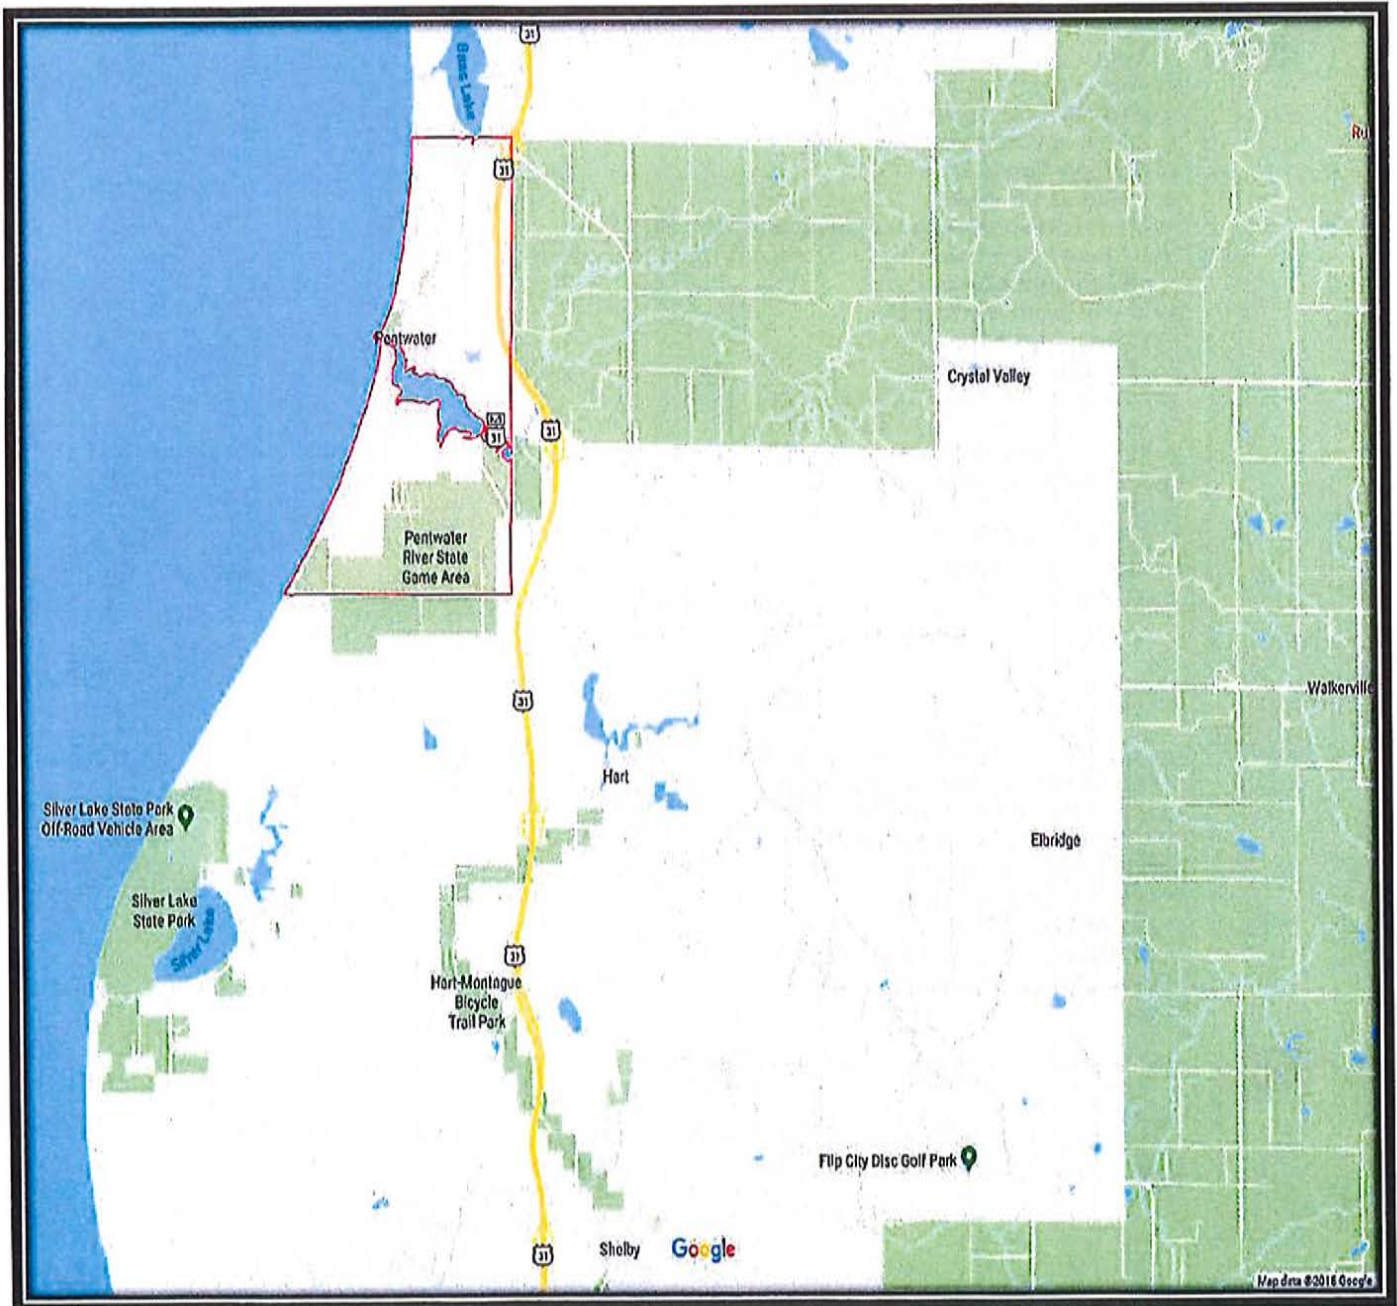 31
Bass Lake
Ru
31
Pentwater
Crystal Valley
31
31
Pentwater
River State
Game Area
Walkerville
31
Hart
Silver Lake State Park
Off-Road Vehicle Area
Elbridge
Silver Lake
State Park
Silver Lake
31
Hart-Montague
Bicycle
Trail Park
Flip City Disc Golf Park
31
Shelby
Google
Map data ©2018 Google